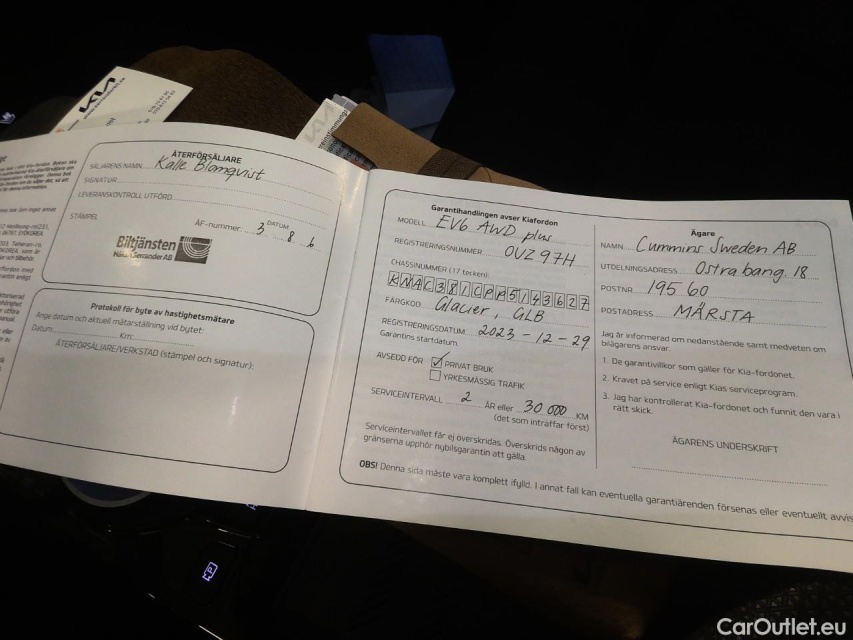 ÅTERFÖRSÄLJARE
SÄLJARENS NAMN Kalle Blomqvist
SIGNATUR
LEVERANSKONTROLL UTFÖRD
STÄMPEL
ÅF-nummer. 3 DATUM 8 6
Biltjänsten
Protokoll för byte av hastighetsmätare
Ange datum och aktuell mätarställning vid bytet:
Datum Km:
ÅTERFÖRSÄLJARE/VERKSTAD (stämpel och signatur):
Garantihandlingen avser Kiafordon
MODELL EV6 AWD plus
REGISTRERINGSNUMMER OUZ97H
CHASSINUMMER (17 tecken):
FÄRGKOD Glacier, GLB
REGISTRERINGSDATUM 2023-12-29
Garantins startdatum
AVSEDD FÖR PRIVAT BRUK
YRKESMÄSSIG TRAFIK
SERVICEINTERVALL 2 ÅR eller 30 000 KM
(det som inträffar först)
Serviceintervallet får ej överskridas. Överskrids någon av
gränserna upphör nybilsgarantin att gälla.
OBS! Denna sida måste vara komplett ifylld. I annat fall kan eventuella garantiärenden försenas eller eventuellt avvis
Ägare
NAMN Cummins Sweden AB
UTDELNINGSADRESS Ostra bang. 18
POSTNR 195 60
POSTADRESS MÄRSTA
Jag är informerad om nedanstående samt medveten om
bilägarens ansvar.
1. De garantivillkor som gäller för Kia-fordonet.
2. Kravet på service enligt Kias serviceprogram.
3. Jag har kontrollerat Kia-fordonet och funnit den vara i
rätt skick.
ÄGARENS UNDERSKRIFT
CarOutlet.eu